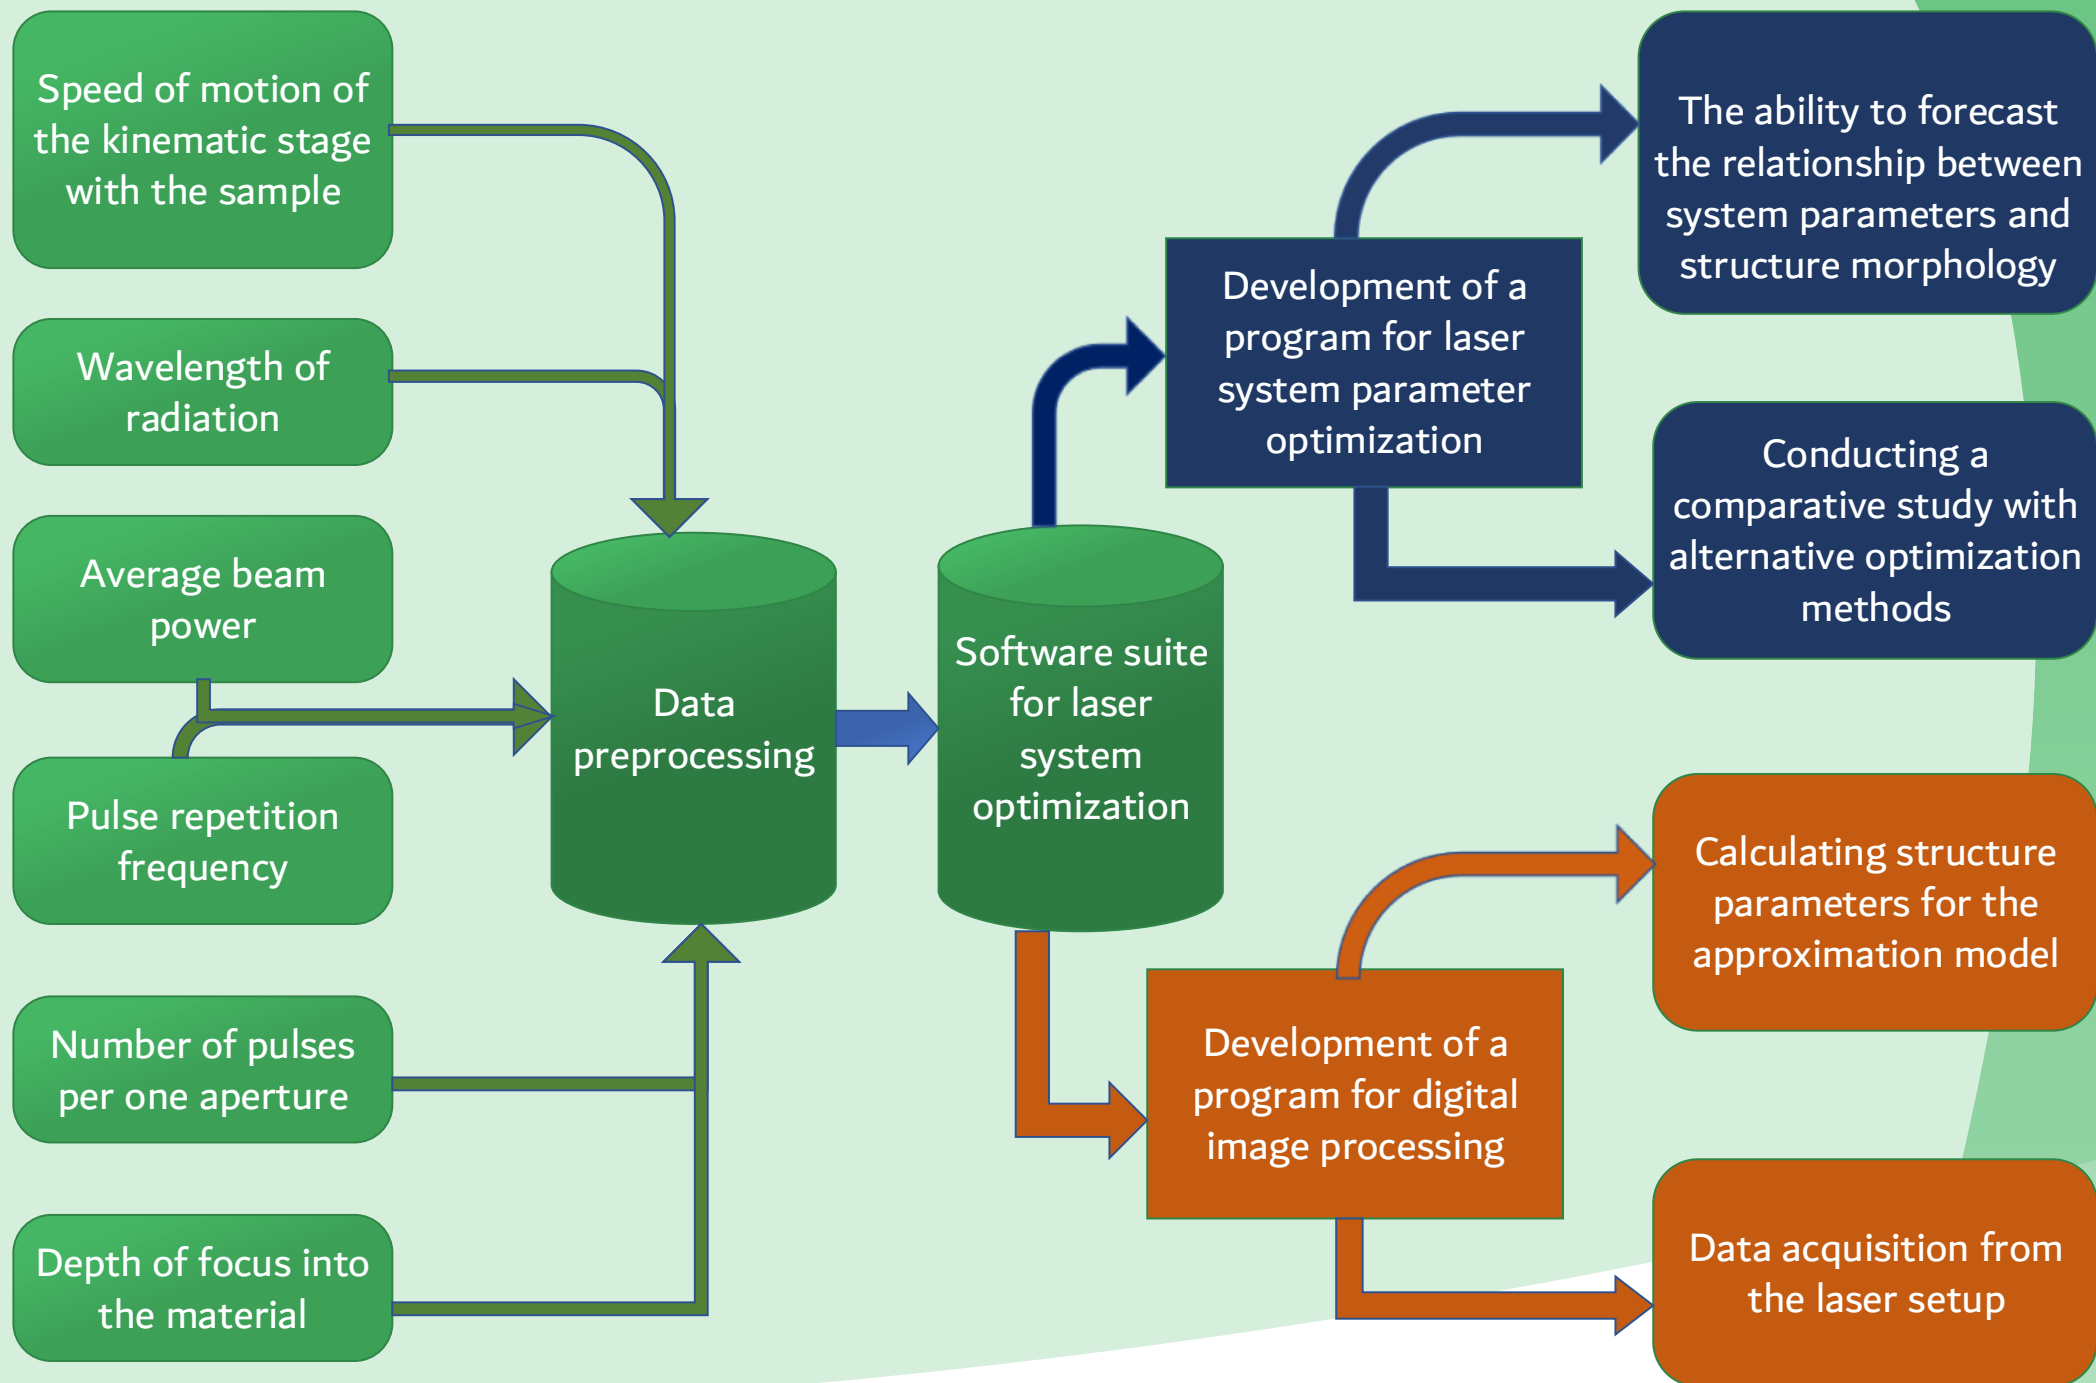 Speed of motion of
the kinematic stage
with the sample
Wavelength of
radiation
Average beam
power
Pulse repetition
frequency
Number of pulses
per one aperture
Depth of focus into
the material
Data
preprocessing
Software suite
for laser
system
optimization
Development of a
program for laser
system parameter
optimization
The ability to forecast
the relationship between
system parameters and
structure morphology
Conducting a
comparative study with
alternative optimization
methods
Development of a
program for digital
image processing
Calculating structure
parameters for the
approximation model
Data acquisition from
the laser setup